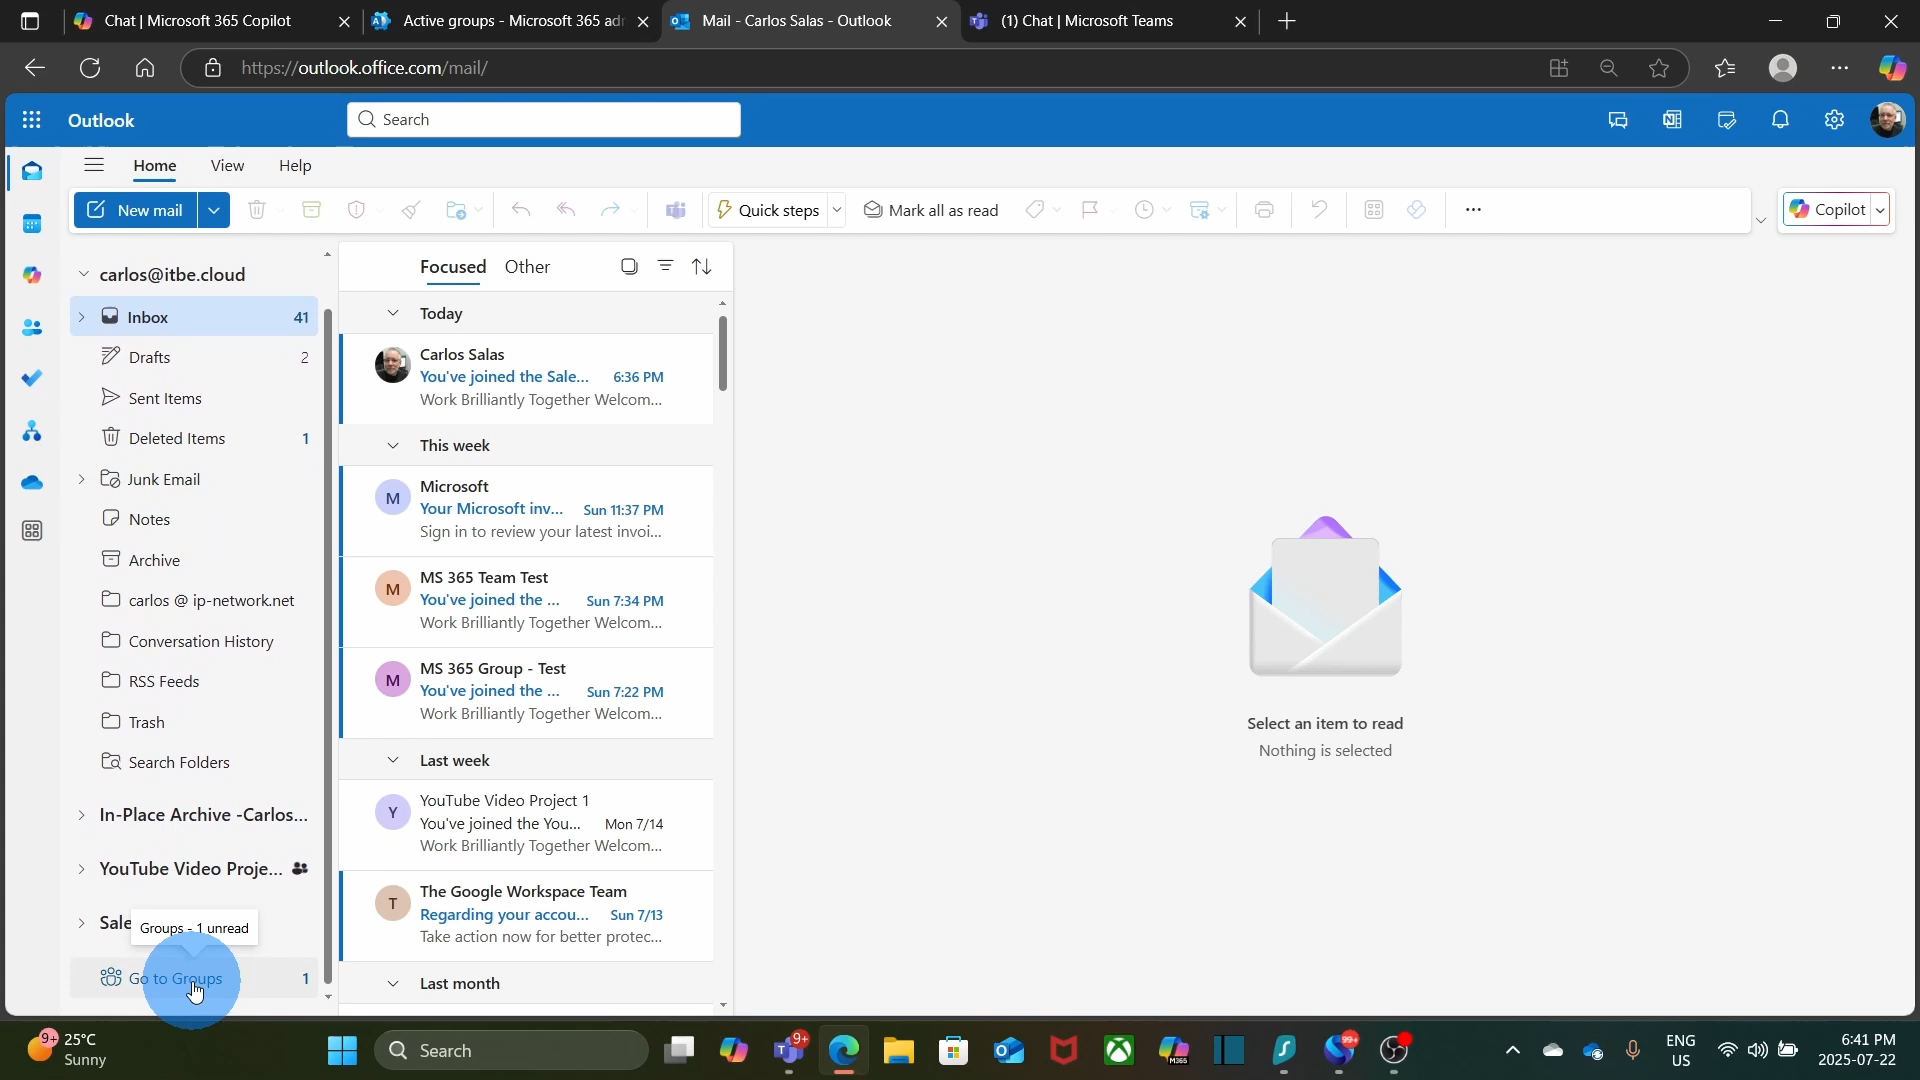 Chat | Microsoft 365 Copilot
Active groups - Microsoft 365 ad
Mail - Carlos Salas - Outlook
(1) Chat | Microsoft Teams
https://outlook.office.com/mail/
Outlook
Search
Home
View
Help
New mail
Quick steps
Mark all as read
Copilot
carlos@itbe.cloud
Inbox 41
Drafts 2
Sent Items
Deleted Items 1
Junk Email
Notes
Archive
carlos @ ip-network.net
Conversation History
RSS Feeds
Trash
Search Folders
In-Place Archive -Carlos...
YouTube Video Proje...
Sale
Groups - 1 unread
Go to Groups 1
Focused Other
Today
Carlos Salas
You've joined the Sale... 6:36 PM
Work Brilliantly Together Welcom...
This week
M
Microsoft
Your Microsoft inv... Sun 11:37 PM
Sign in to review your latest invoi...
M
MS 365 Team Test
You've joined the ... Sun 7:34 PM
Work Brilliantly Together Welcom...
M
MS 365 Group - Test
You've joined the ... Sun 7:22 PM
Work Brilliantly Together Welcom...
Last week
Y
YouTube Video Project 1
You've joined the You... Mon 7/14
Work Brilliantly Together Welcom...
T
The Google Workspace Team
Regarding your accou... Sun 7/13
Take action now for better protec...
Last month
Select an item to read
Nothing is selected
9+
25°C
Sunny
Search
9+
M365
99+
ENG
US
6:41 PM
2025-07-22